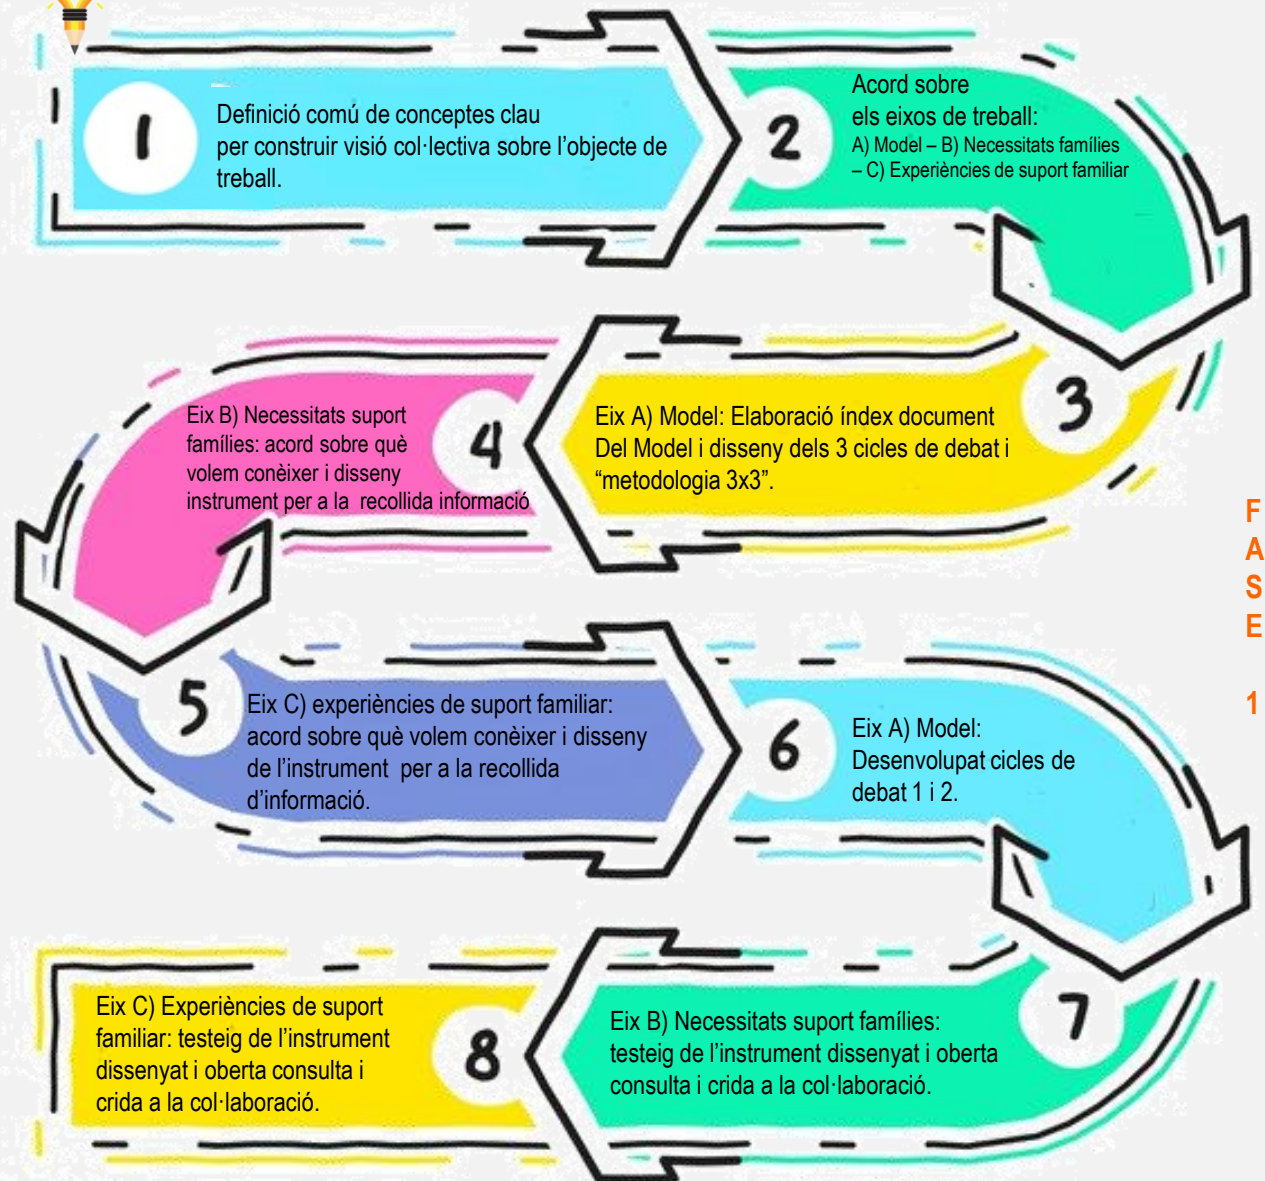 1
Definició comú de conceptes clau
per construir visió col·lectiva sobre l’objecte de
treball.
2
Acord sobre
els eixos de treball:
A) Model – B) Necessitats famílies
– C) Experiències de suport familiar
3
Eix A) Model: Elaboració índex document
Del Model i disseny dels 3 cicles de debat i
“metodologia 3x3”.
4
Eix B) Necessitats suport
famílies: acord sobre què
volem conèixer i disseny
instrument per a la recollida informació
5
Eix C) experiències de suport familiar:
acord sobre què volem conèixer i disseny
de l’instrument per a la recollida
d’informació.
6
Eix A) Model:
Desenvolupat cicles de
debat 1 i 2.
7
Eix B) Necessitats suport famílies:
testeig de l’instrument dissenyat i oberta
consulta i crida a la col·laboració.
8
Eix C) Experiències de suport
familiar: testeig de l’instrument
dissenyat i oberta consulta i
crida a la col·laboració.
F
A
S
E
1